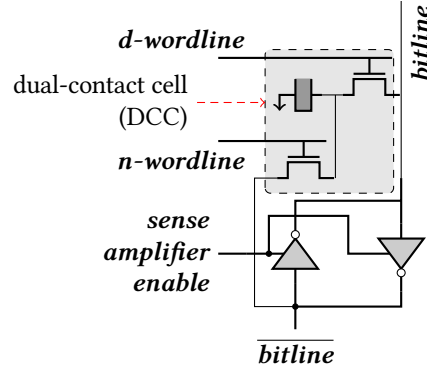 d-wordline
bitline
dual-contact cell
(DCC)
n-wordline
sense
amplifier
enable
bitline